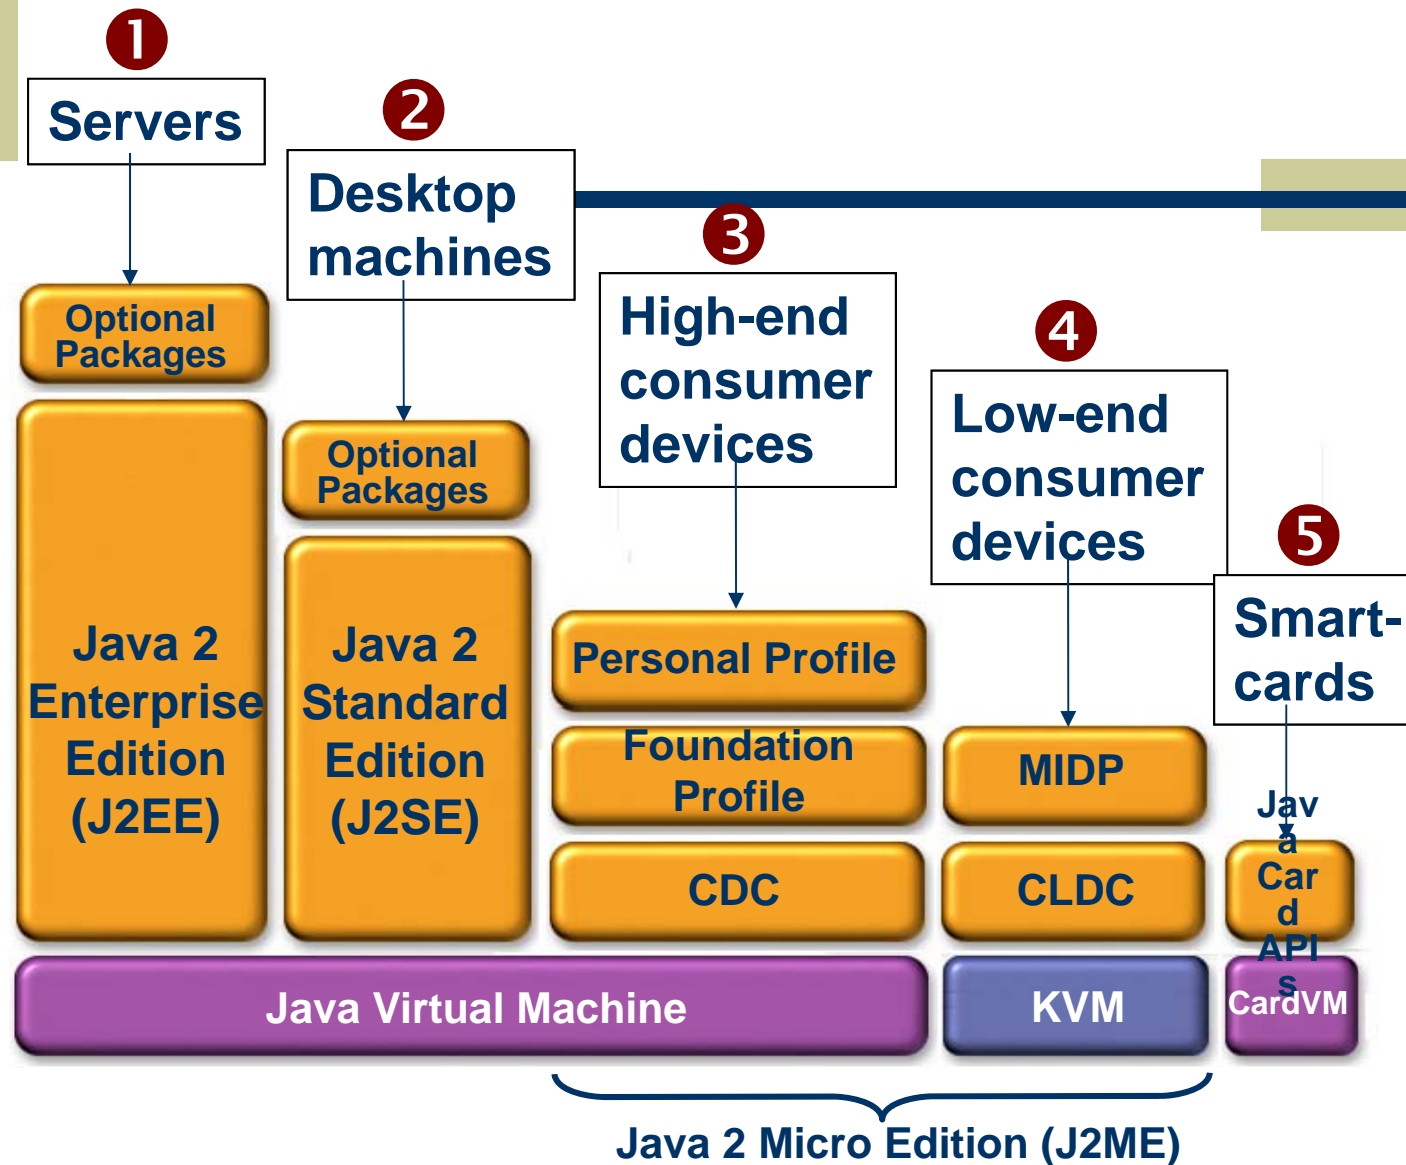 1
Servers
2
Desktop
machines
3
High-end
consumer
devices
4
Low-end
consumer
devices
5
Smart-
cards
Optional
Packages
Java 2
Enterprise
Edition
(J2EE)
Optional
Packages
Java 2
Standard
Edition
(J2SE)
Personal Profile
Foundation
Profile
CDC
MIDP
CLDC
Jav
a
Car
d
API
s
Java Virtual Machine
KVM
CardVM
Java 2 Micro Edition (J2ME)